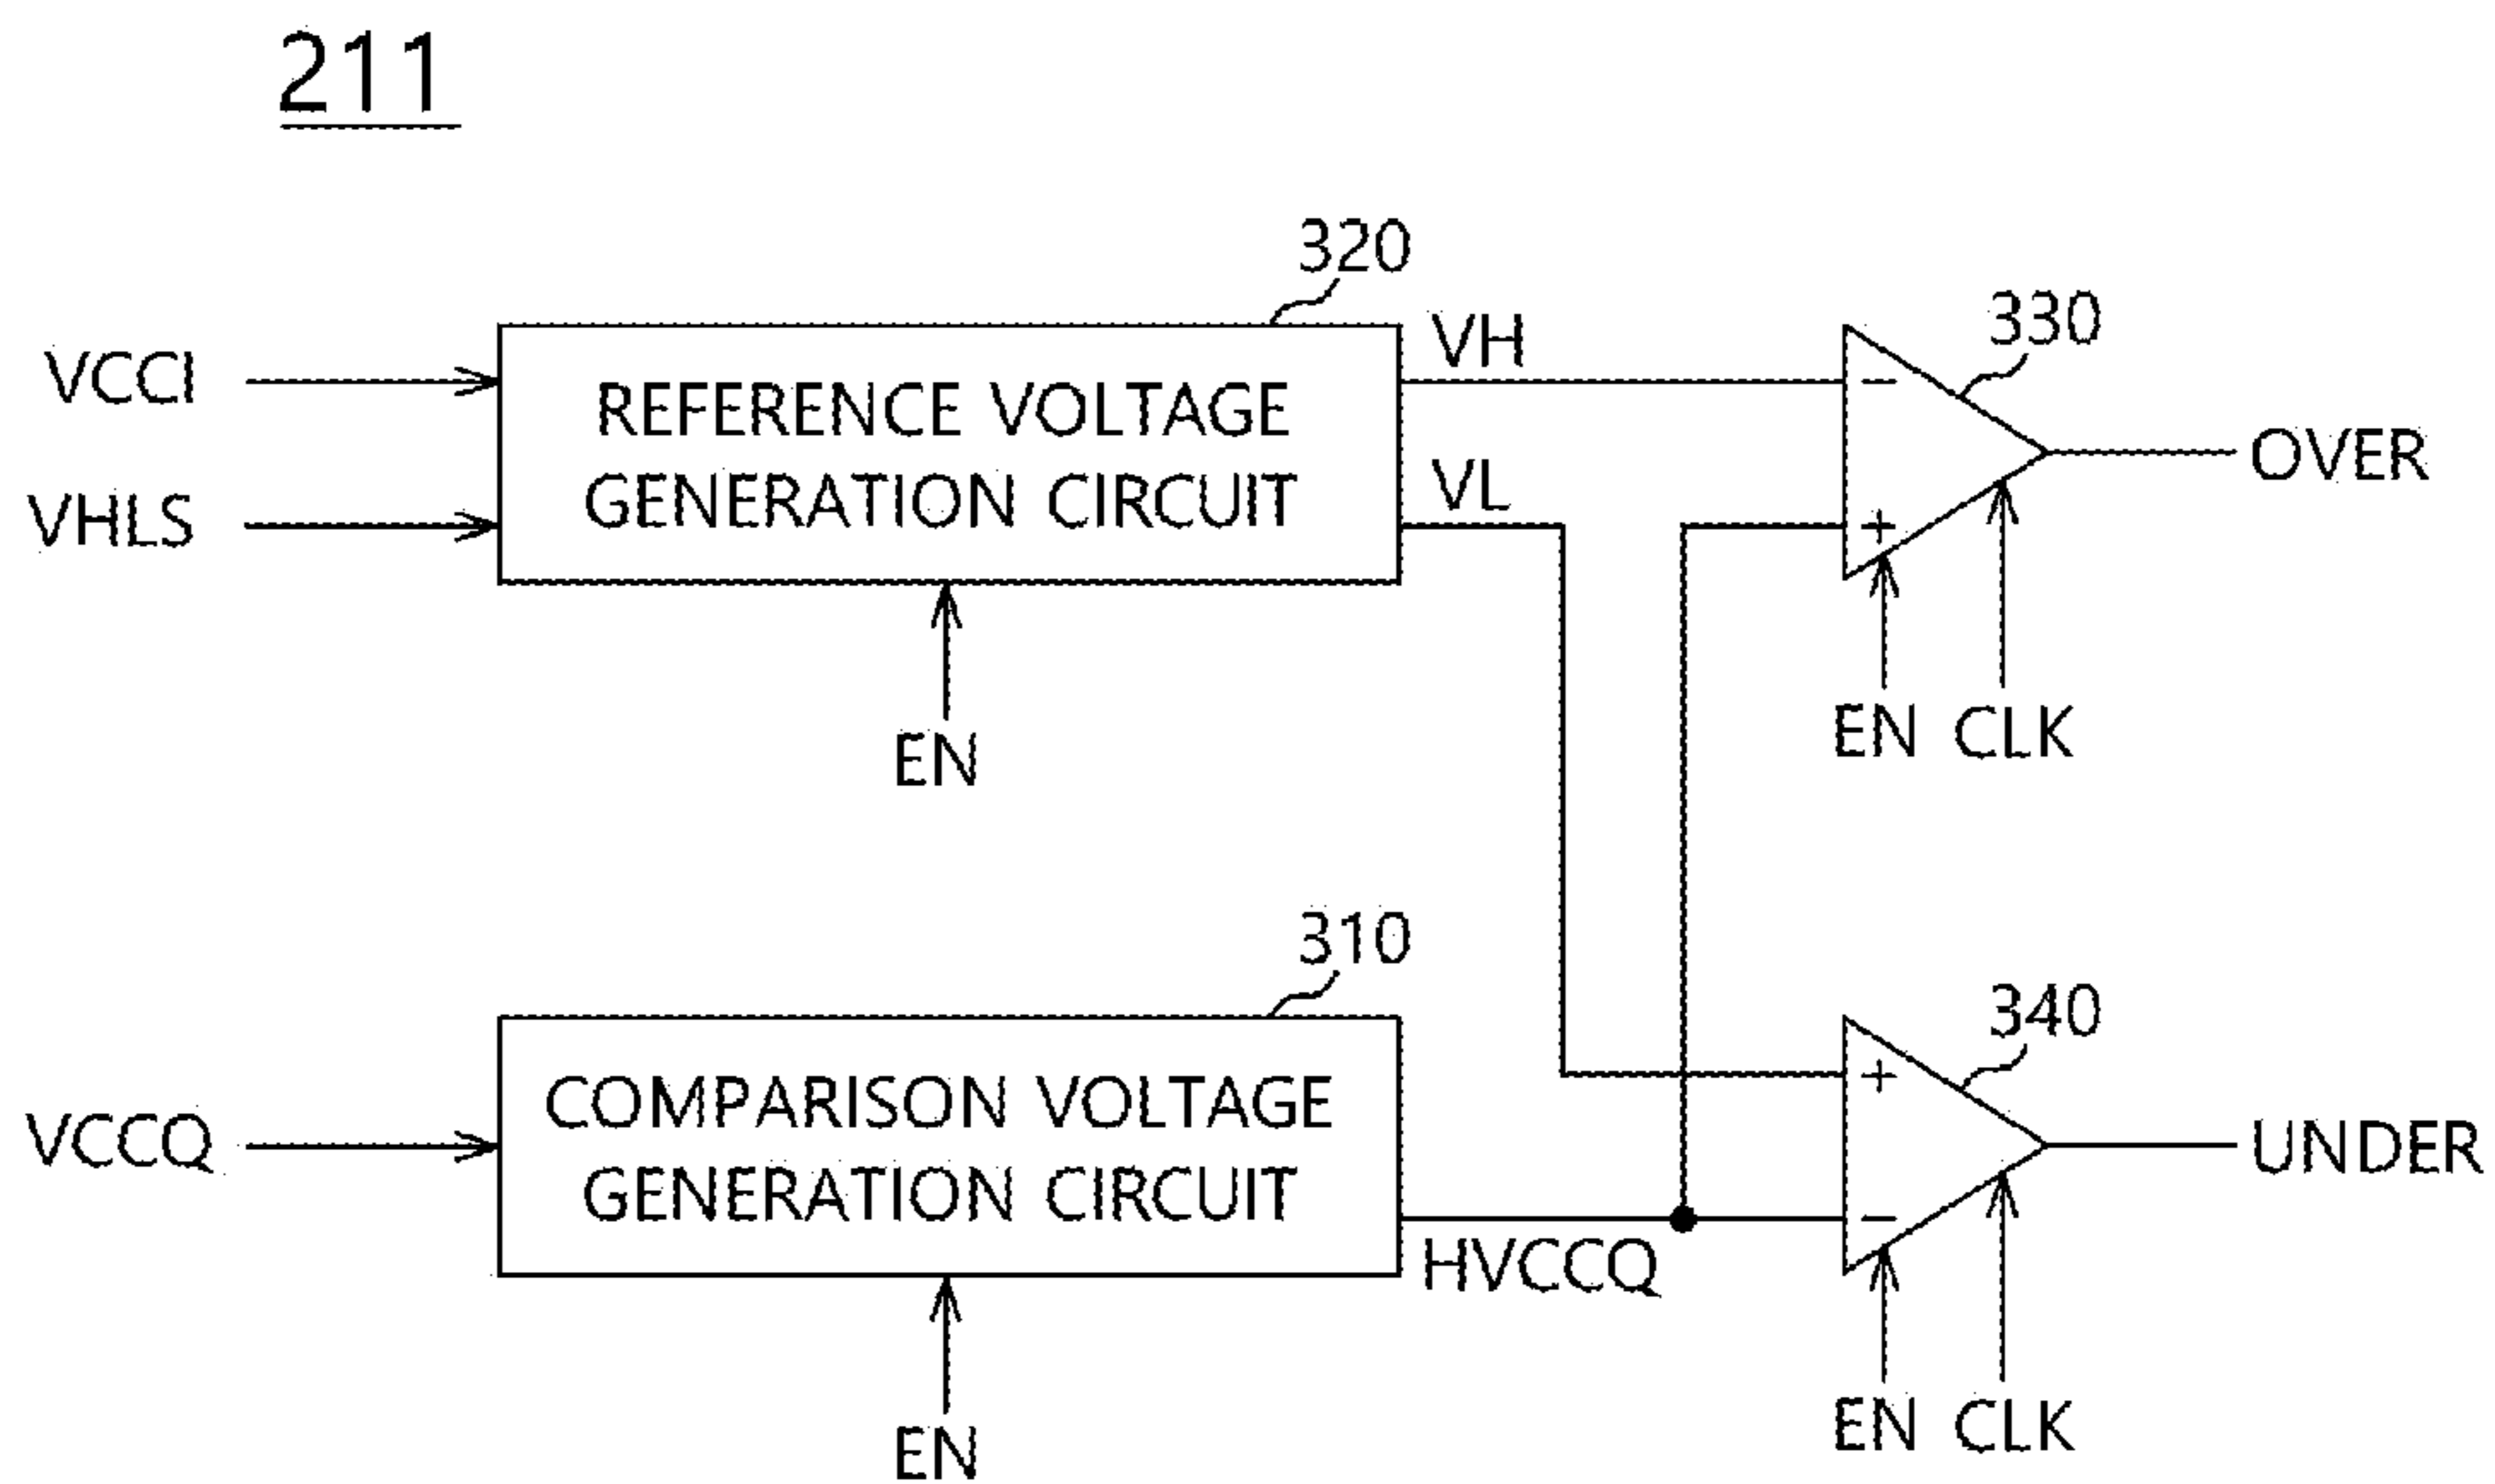 211
320
VH
330
VCCI
REFERENCE VOLTAGE
GENERATION CIRCUIT
−
OVER
VHLS
VL
+
EN
EN CLK
310
340
COMPARISON VOLTAGE
GENERATION CIRCUIT
+
VCCQ
UNDER
−
HVCCQ
EN
EN CLK